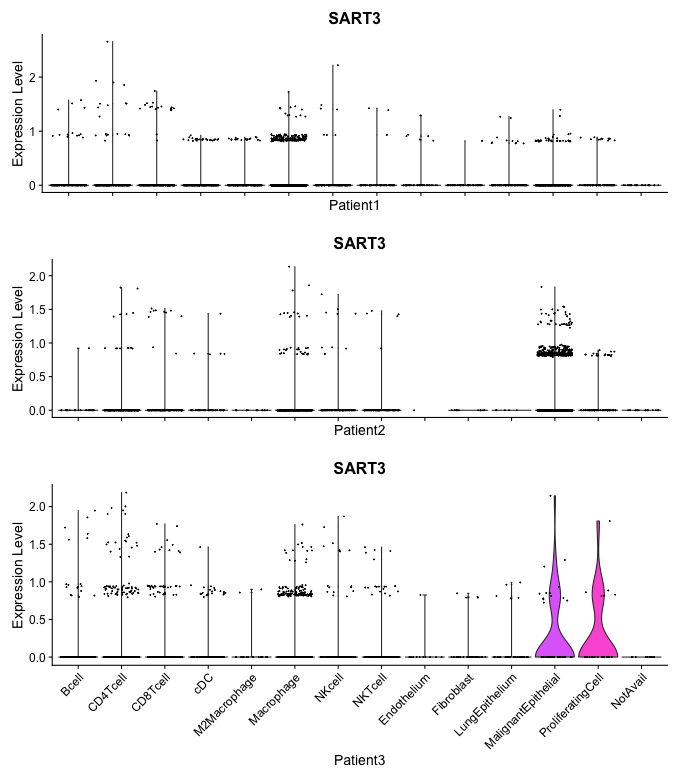 SART3
Expression Level
2
1
0
Patient1
SART3
Expression Level
2.0
1.5
1.0
0.5
0.0
Patient2
SART3
Expression Level
2.0
1.5
1.0
0.5
0.0
Bcell
CD4Tcell
CD8Tcell
cDC
M2Macrophage
Macrophage
NKcell
NKTcell
Endothelium
Fibroblast
LungEpithelium
MalignantEpithelial
ProliferatingCell
NotAvail
Patient3